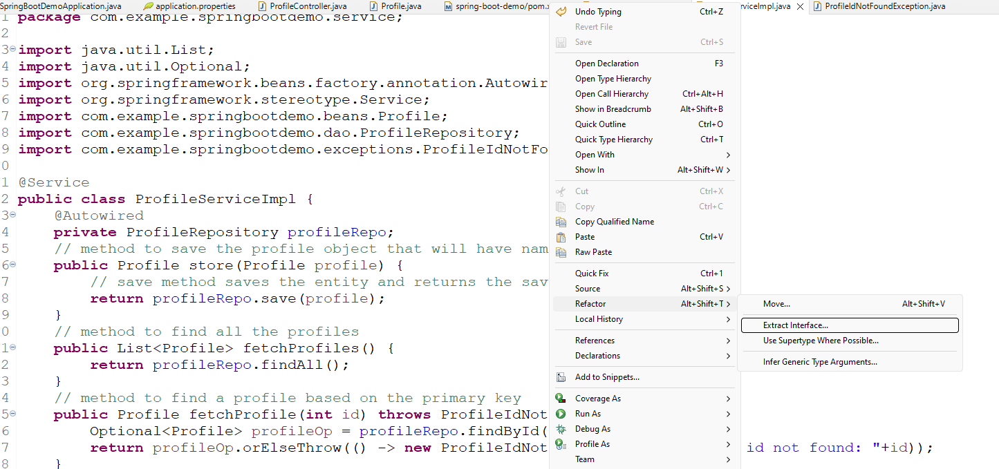 SpringBootDemoApplication.java application.properties ProfileController.java Profile.java spring-boot-demo/pom.x rviceImpl.java ProfileIdNotFoundException.java
1 package com.example.springbootdemo.service;
2
3 import java.util.List;
4 import java.util.Optional;
5 import org.springframework.beans.factory.annotation.Autowir
6 import org.springframework.stereotype.Service;
7 import com.example.springbootdemo.beans.Profile;
8 import com.example.springbootdemo.dao.ProfileRepository;
9 import com.example.springbootdemo.exceptions.ProfileIdNotFo
0
1 @Service
2 public class ProfileServiceImpl {
3 @Autowired
4 private ProfileRepository profileRepo;
5 // method to save the profile object that will have nam
6 public Profile store(Profile profile) {
7 // save method saves the entity and returns the sav
8 return profileRepo.save(profile);
9 }
0 // method to find all the profiles
1 public List<Profile> fetchProfiles() {
2 return profileRepo.findAll();
3 }
4 // method to find a profile based on the primary key
5 public Profile fetchProfile(int id) throws ProfileIdNot
6 Optional<Profile> profileOp = profileRepo.findById(
7 return profileOp.orElseThrow(() -> new ProfileIdNot id not found: "+id));
8 }
Undo Typing Ctrl+Z
Revert File
Save Ctrl+S
Open Declaration F3
Open Type Hierarchy
Open Call Hierarchy Ctrl+Alt+H
Show in Breadcrumb Alt+Shift+B
Quick Outline Ctrl+O
Quick Type Hierarchy Ctrl+T
Open With
Show In Alt+Shift+W
Cut Ctrl+X
Copy Ctrl+C
Copy Qualified Name
Paste Ctrl+V
Raw Paste
Quick Fix Ctrl+1
Source Alt+Shift+S
Refactor Alt+Shift+T
Local History
References
Declarations
Add to Snippets...
Coverage As
Run As
Debug As
Profile As
Team
Move... Alt+Shift+V
Extract Interface...
Use Supertype Where Possible...
Infer Generic Type Arguments...